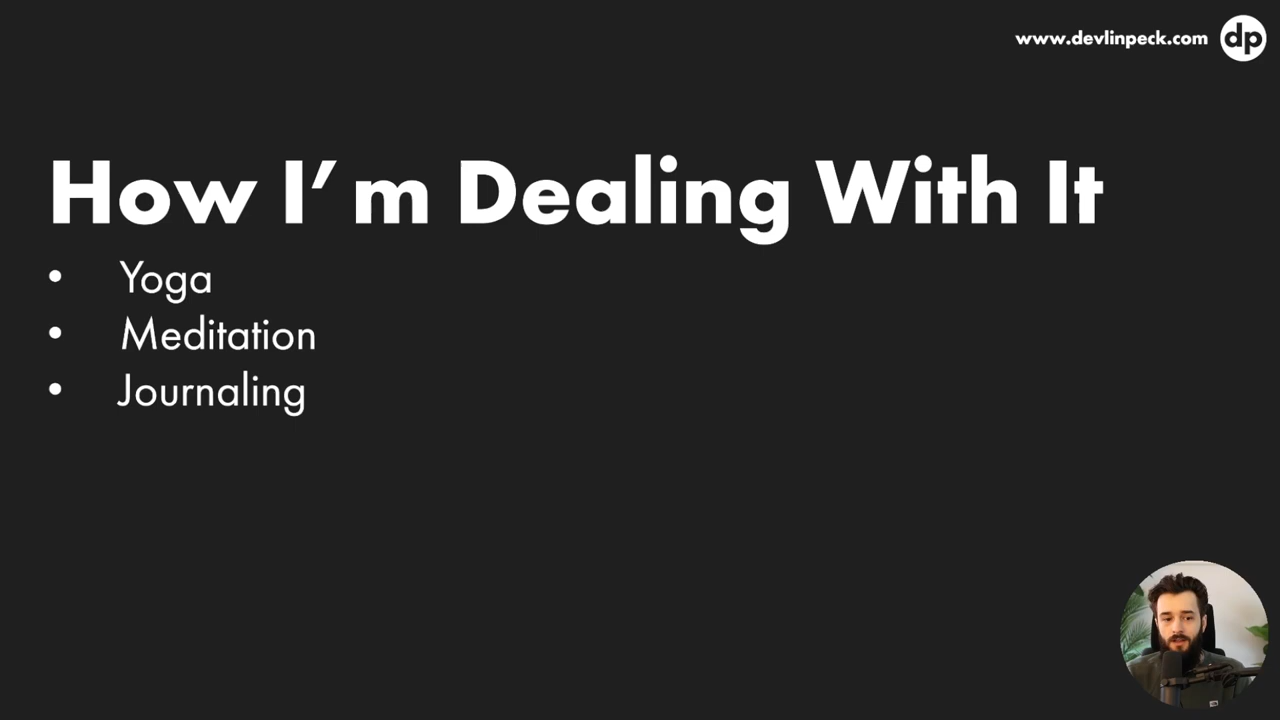 www.devlinpeck.com dp
How I’m Dealing With It
• Yoga
• Meditation
• Journaling